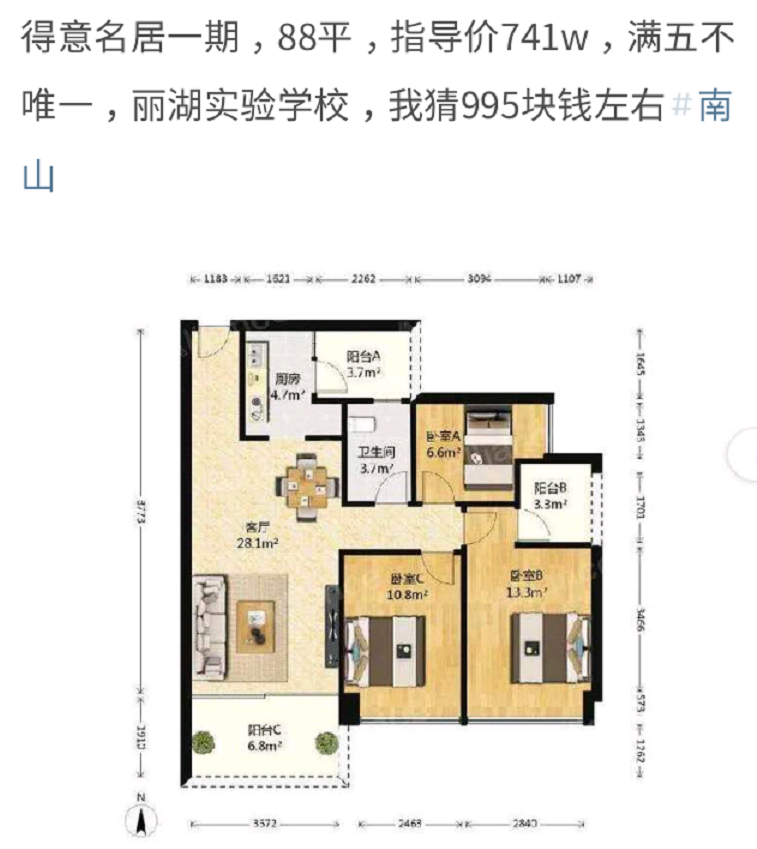 得意名居一期，88平，指导价741w，满五不
唯一，丽湖实验学校，我猜995块钱左右#南
山
1183 1621 2262 3094 1107
阳台A
3.7m²
厨房
4.7m²
卧室A
6.6m²
卫生间
3.7m²
阳台B
3.3m²
客厅
28.1m²
卧室C
10.8m²
卧室B
13.3m²
阳台C
6.8m²
8773
1910
1645
1343
1701
3466
573
1262
N
3572 2463 2840